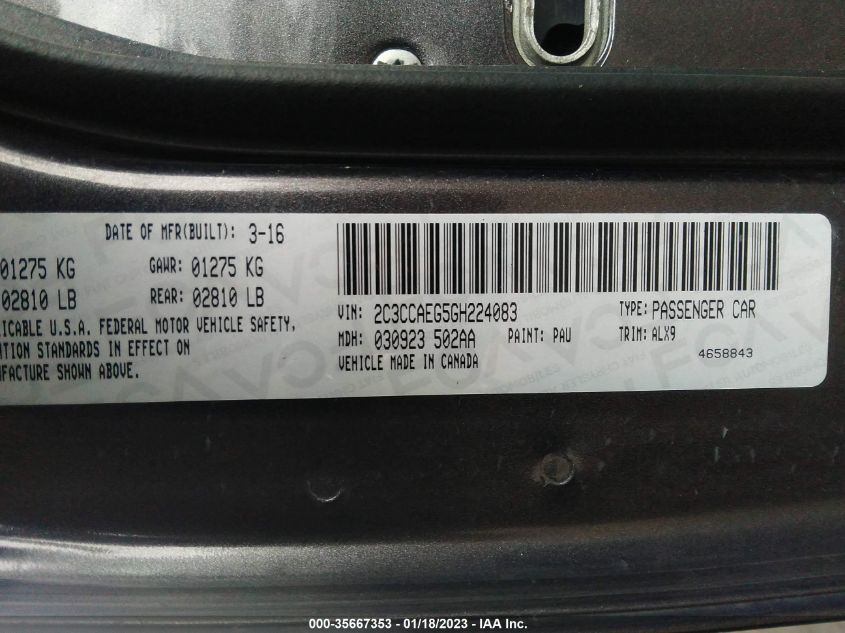 DATE OF MFR(BUILT): 3-16
01275 KG GAWR: 01275 KG
02810 LB REAR: 02810 LB
ICABLE U.S.A. FEDERAL MOTOR VEHICLE SAFETY,
TION STANDARDS IN EFFECT ON
NUFACTURE SHOWN ABOVE.
VIN: 2C3CCAEG5GH224083 TYPE: PASSENGER CAR
MDH: 030923 502AA PAINT: PAU TRIM: ALX9
VEHICLE MADE IN CANADA 4658843
000-35667353 — 01/18/2023 — © IAA Inc.